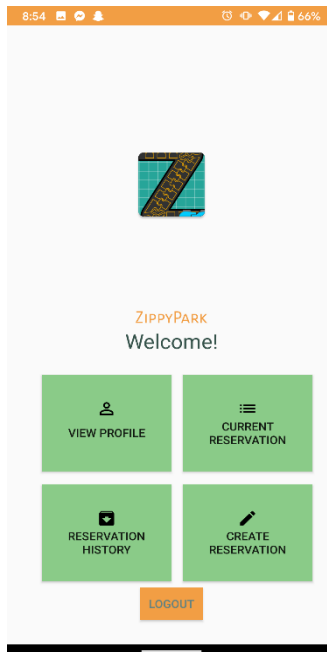 8:54 66%
ZIPPYPARK
Welcome!
VIEW PROFILE
CURRENT
RESERVATION
RESERVATION
HISTORY
CREATE
RESERVATION
LOGOUT